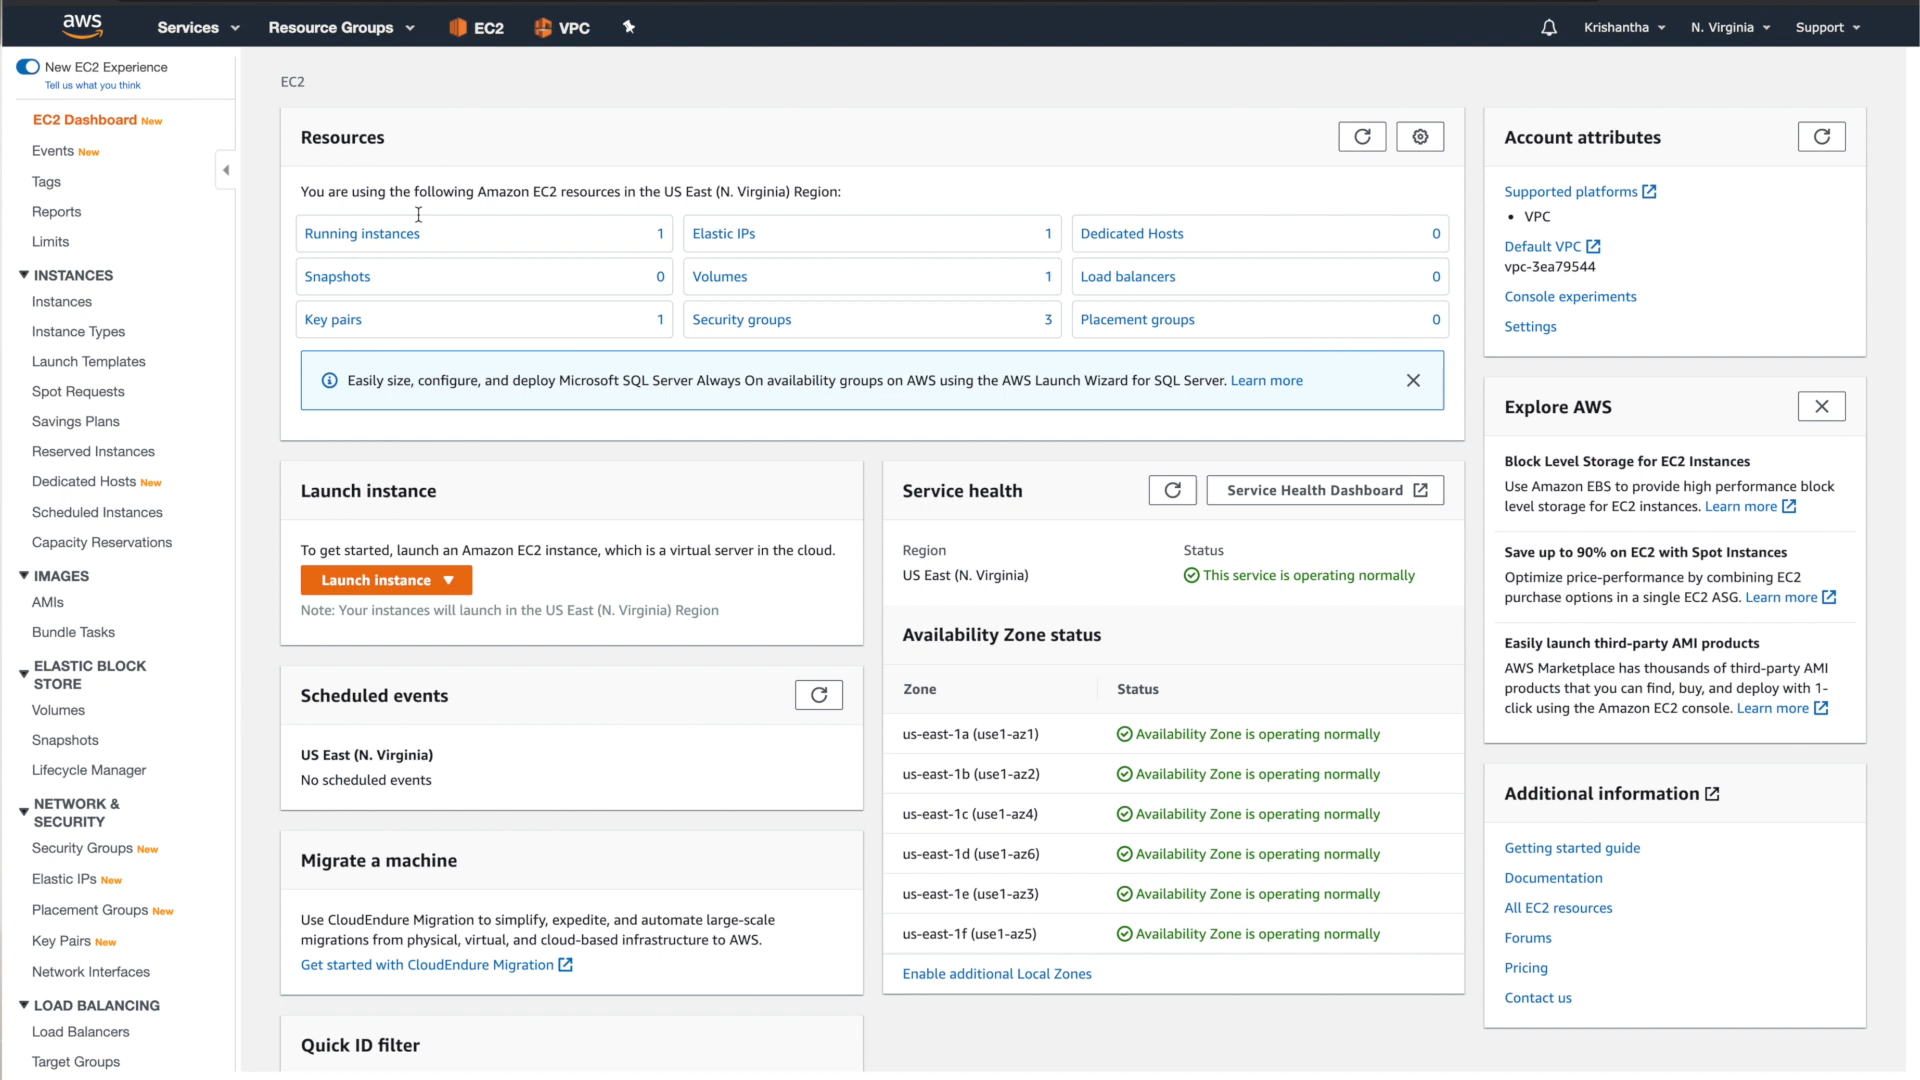 aws
Services
Resource Groups
EC2
VPC
Krishantha
N. Virginia
Support
New EC2 Experience
Tell us what you think
EC2 Dashboard New
Events New
Tags
Reports
Limits
INSTANCES
Instances
Instance Types
Launch Templates
Spot Requests
Savings Plans
Reserved Instances
Dedicated Hosts New
Scheduled Instances
Capacity Reservations
IMAGES
AMIs
Bundle Tasks
ELASTIC BLOCK
STORE
Volumes
Snapshots
Lifecycle Manager
NETWORK &
SECURITY
Security Groups New
Elastic IPs New
Placement Groups New
Key Pairs New
Network Interfaces
LOAD BALANCING
Load Balancers
Target Groups
EC2
Resources
You are using the following Amazon EC2 resources in the US East (N. Virginia) Region:
Running instances 1
Elastic IPs 1
Dedicated Hosts 0
Snapshots 0
Volumes 1
Load balancers 0
Key pairs 1
Security groups 3
Placement groups 0
Easily size, configure, and deploy Microsoft SQL Server Always On availability groups on AWS using the AWS Launch Wizard for SQL Server. Learn more
Launch instance
To get started, launch an Amazon EC2 instance, which is a virtual server in the cloud.
Launch instance
Note: Your instances will launch in the US East (N. Virginia) Region
Scheduled events
US East (N. Virginia)
No scheduled events
Migrate a machine
Use CloudEndure Migration to simplify, expedite, and automate large-scale
migrations from physical, virtual, and cloud-based infrastructure to AWS.
Get started with CloudEndure Migration
Quick ID filter
Service health
Service Health Dashboard
Region
Status
US East (N. Virginia)
This service is operating normally
Availability Zone status
Zone
Status
us-east-1a (use1-az1)
Availability Zone is operating normally
us-east-1b (use1-az2)
Availability Zone is operating normally
us-east-1c (use1-az4)
Availability Zone is operating normally
us-east-1d (use1-az6)
Availability Zone is operating normally
us-east-1e (use1-az3)
Availability Zone is operating normally
us-east-1f (use1-az5)
Availability Zone is operating normally
Enable additional Local Zones
Account attributes
Supported platforms
• VPC
Default VPC
vpc-3ea79544
Console experiments
Settings
Explore AWS
Block Level Storage for EC2 Instances
Use Amazon EBS to provide high performance block
level storage for EC2 instances. Learn more
Save up to 90% on EC2 with Spot Instances
Optimize price-performance by combining EC2
purchase options in a single EC2 ASG. Learn more
Easily launch third-party AMI products
AWS Marketplace has thousands of third-party AMI
products that you can find, buy, and deploy with 1-
click using the Amazon EC2 console. Learn more
Additional information
Getting started guide
Documentation
All EC2 resources
Forums
Pricing
Contact us